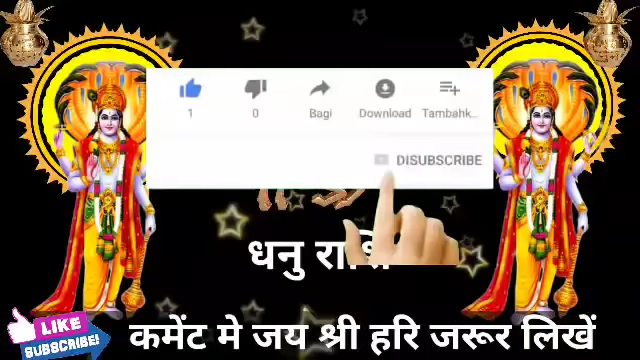 1 0 Bagi Download Tambahk...
DISUBSCRIBE
धनु
कमेंट मे जय श्री हरि जरूर लिखें
LIKE
SUBSCRIBE!